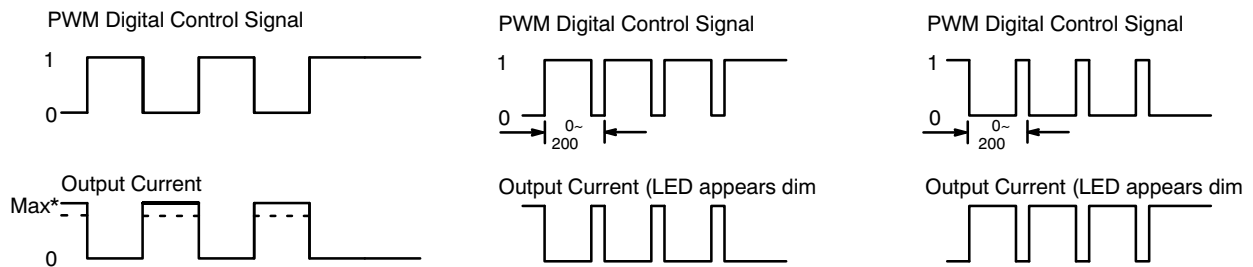 PWM Digital Control Signal
1
0
Output Current
Max*
0
PWM Digital Control Signal
1
0
0~
200
Output Current (LED appears dim
PWM Digital Control Signal
1
0
0~
200
Output Current (LED appears dim